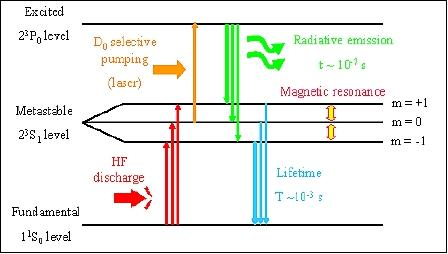 Excited
2³P₀ level
D₀ selective
pumping
(laser)
Radiative emission
t ~ 10⁻⁷ s
Magnetic resonance
Metastable
2³S₁ level
m = +1
m = 0
m = -1
HF
discharge
Lifetime
T ~10⁻³ s
Fundamental
1¹S₀ level